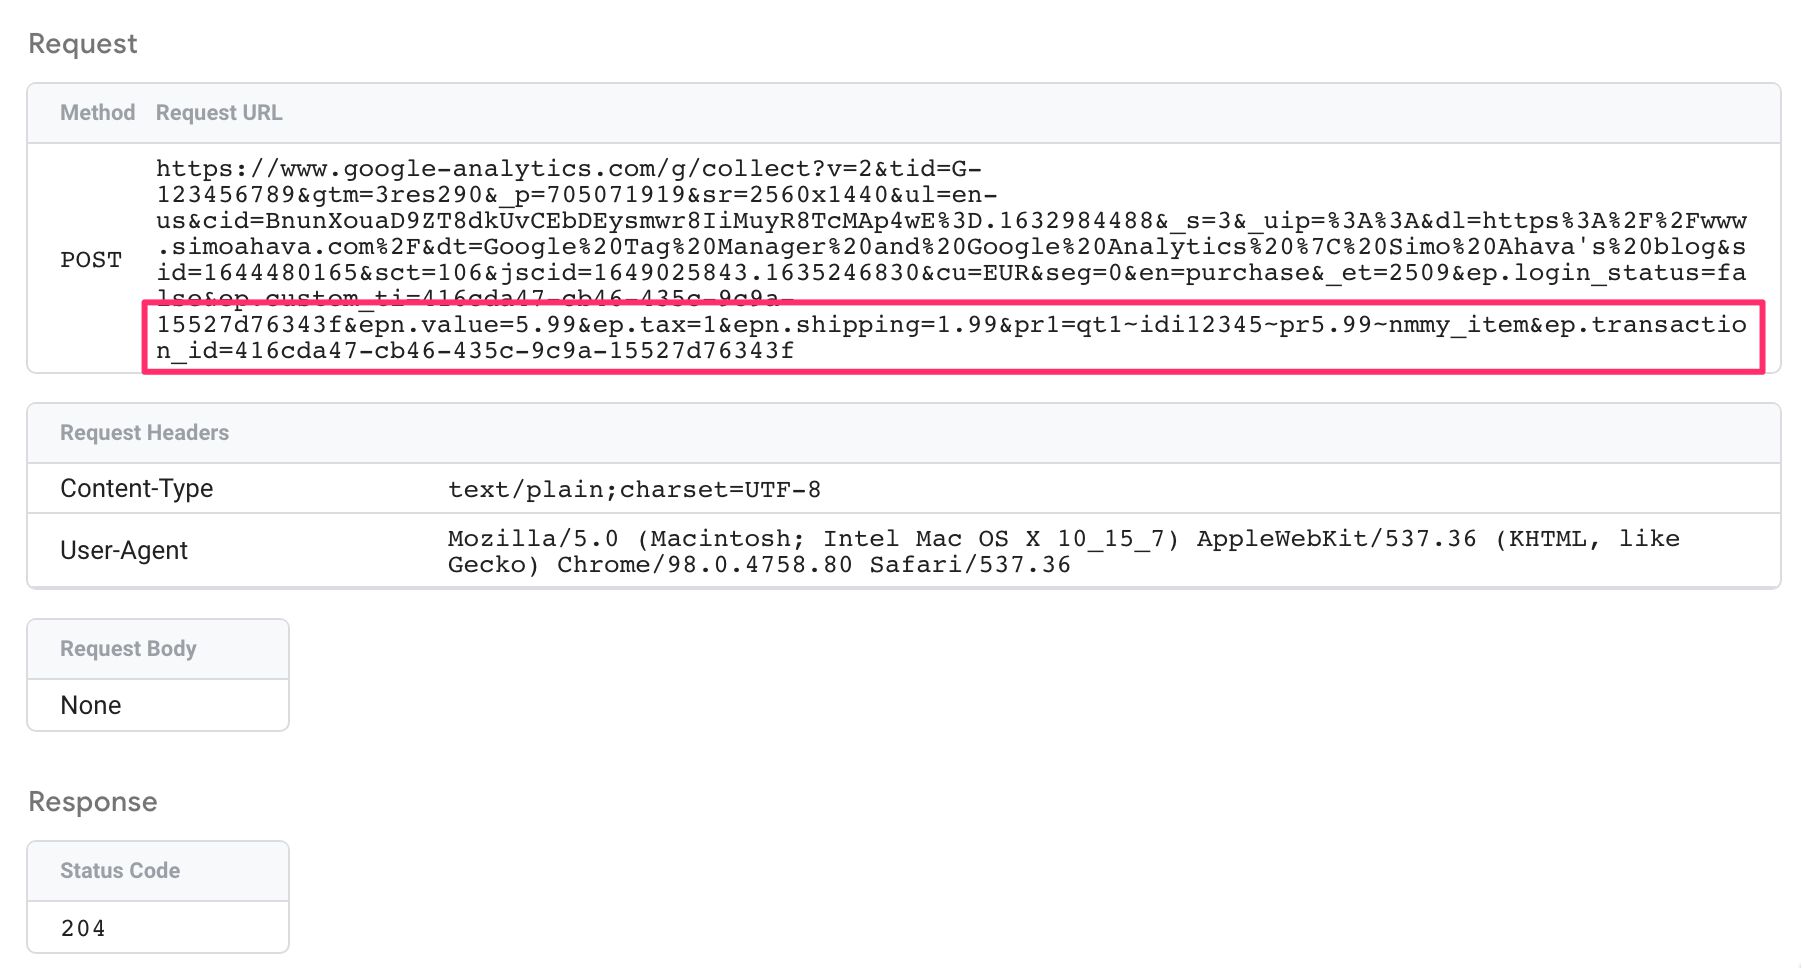 Request
Method Request URL
https://www.google-analytics.com/g/collect?v=2&tid=G-
123456789&gtm=3res290&_p=705071919&sr=2560x1440&ul=en-
us&cid=BnunXouaD9ZT8dkUvCEbDEysmwr8IiMuyR8TcMAp4wE%3D.1632984488&_s=3&_uip=%3A%3A&dl=https%3A%2F%2Fwww
.simoahava.com%2F&dt=Google%20Tag%20Manager%20and%20Google%20Analytics%20%7C%20Simo%20Ahava's%20blog&s
POST
id=1644480165&sct=106&jscid=1649025843.1635246830&cu=EUR&seg=0&en=purchase&_et=2509&ep.login_status=fa
lse&ep.custom_ti=416cda47-cb46-435c-9c9a-
15527d76343f&epn.value=5.99&ep.tax=1&epn.shipping=1.99&pr1=qt1~idi12345~pr5.99~nmmy_item&ep.transactio
n_id=416cda47-cb46-435c-9c9a-15527d76343f
Request Headers
Content-Type text/plain;charset=UTF-8
User-Agent Mozilla/5.0 (Macintosh; Intel Mac OS X 10_15_7) AppleWebKit/537.36 (KHTML, like
Gecko) Chrome/98.0.4758.80 Safari/537.36
Request Body
None
Response
Status Code
204